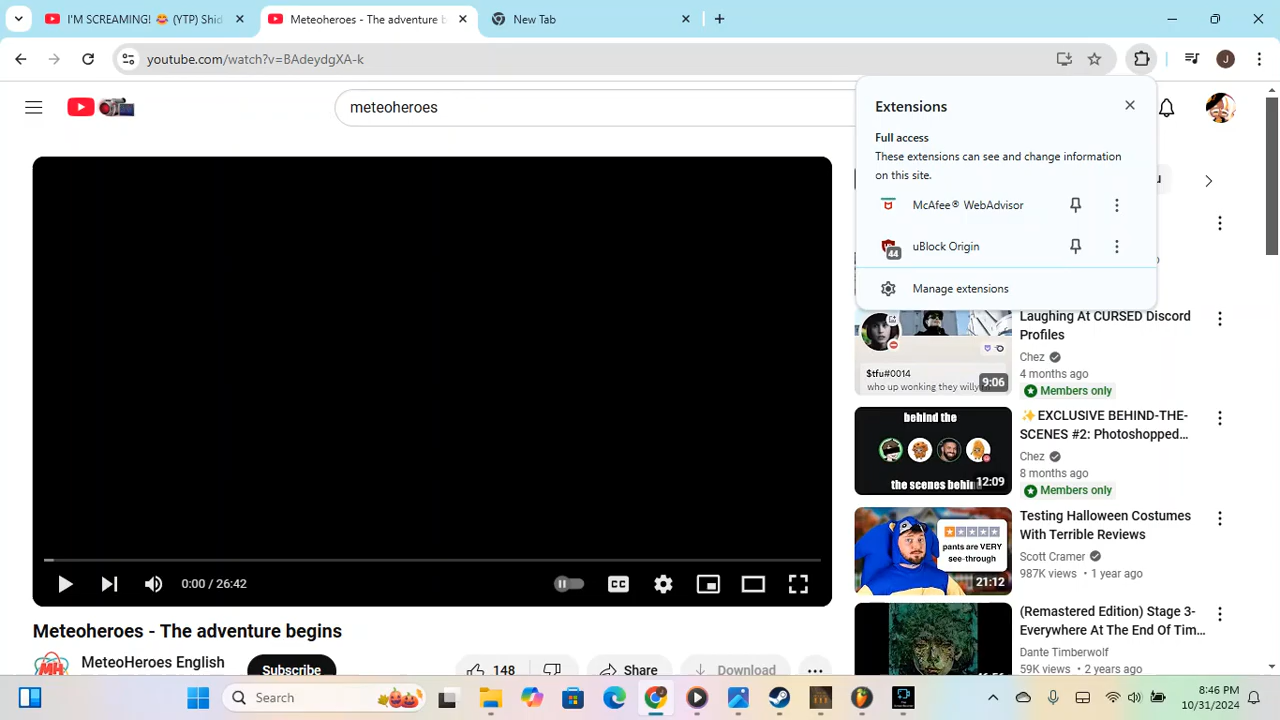 I'M SCREAMING! 😂 (YTP) Shid
Meteoheroes - The adventure b
New Tab
youtube.com/watch?v=BAdeydgXA-k
J
meteoheroes
Extensions
Full access
These extensions can see and change information
on this site.
McAfee® WebAdvisor
44
uBlock Origin
Manage extensions
Laughing At CURSED Discord
Profiles
Chez
4 months ago
Members only
$tfu#0014
who up wonking they willy
9:06
✨EXCLUSIVE BEHIND-THE-
SCENES #2: Photoshopped…
Chez
8 months ago
Members only
behind the
the scenes behin
12:09
Testing Halloween Costumes
With Terrible Reviews
Scott Cramer
987K views • 1 year ago
pants are VERY
see-through
21:12
(Remastered Edition) Stage 3-
Everywhere At The End Of Tim…
Dante Timberwolf
59K views • 2 years ago
0:00 / 26:42
CC
Meteoheroes - The adventure begins
MH
MeteoHeroes English
Subscribe
148
Share
Download
Search
8:46 PM
10/31/2024